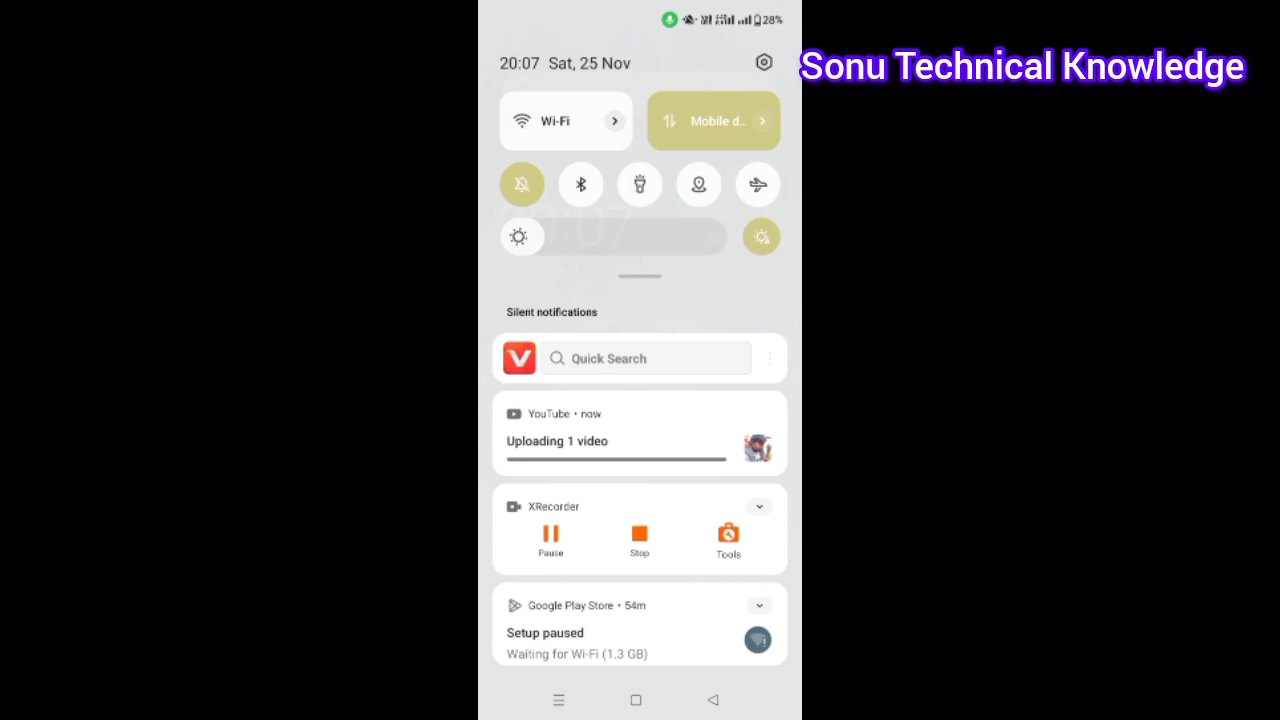 28%
Sonu Technical Knowledge
20:07 Sat, 25 Nov
Wi-Fi
Mobile d..
Silent notifications
Quick Search
YouTube • now
Uploading 1 video
XRecorder
Pause Stop Tools
Google Play Store • 54m
Setup paused
Waiting for Wi-Fi (1.3 GB)